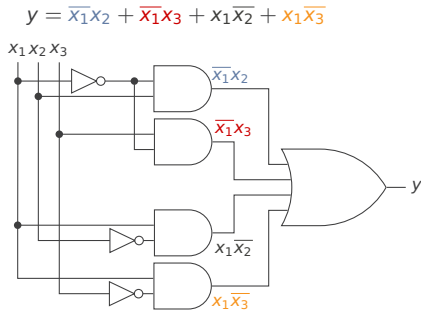 y = x̅₁x₂ + x̅₁x₃ + x₁x̅₂ + x₁x̅₃
x₁ x₂ x₃
x̅₁x₂
x̅₁x₃
y
x₁x̅₂
x₁x̅₃